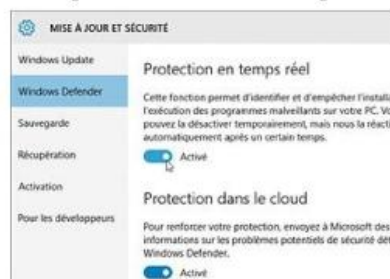 MISE À JOUR ET SÉCURITÉ
Windows Update
Windows Defender
Sauvegarde
Récupération
Activation
Pour les développeurs
Protection en temps réel
Cette fonction permet d'identifier et d'empêcher l'installa
l'exécution des programmes malveillants sur votre PC. Vo
pouvez la désactiver temporairement, mais nous la réacti
automatiquement après un certain temps.
Activé
Protection dans le cloud
Pour renforcer votre protection, envoyez à Microsoft des
informations sur les problèmes potentiels de sécurité dét
Windows Defender.
Activé